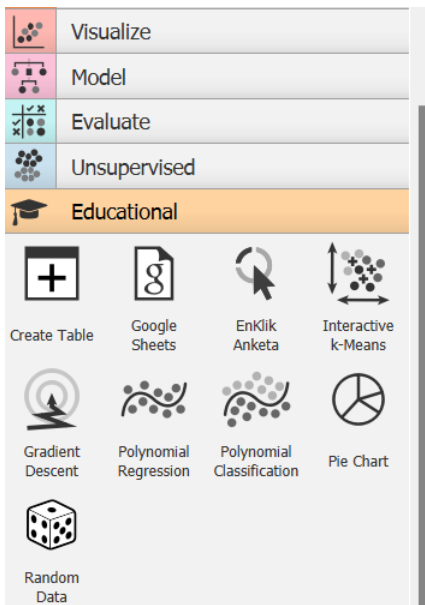 Visualize
Model
Evaluate
Unsupervised
Educational
Create Table
Google
Sheets
EnKlik
Anketa
Interactive
k-Means
Gradient
Descent
Polynomial
Regression
Polynomial
Classification
Pie Chart
Random
Data